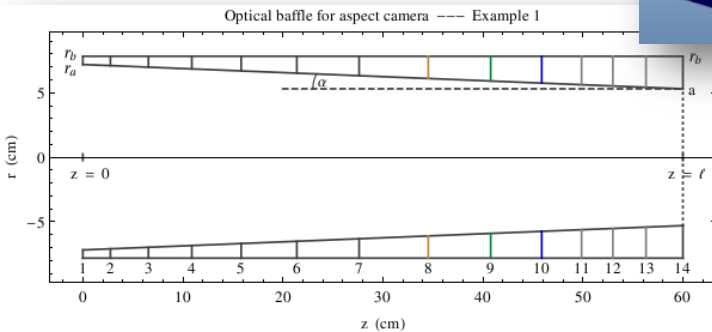 Optical baffle for aspect camera --- Example 1
r_b
r_a
r_b
α
a
5
0
−5
r (cm)
z = 0
z = ℓ
1 2 3 4 5 6 7 8 9 10 11 12 13 14
0 10 20 30 40 50 60
z (cm)